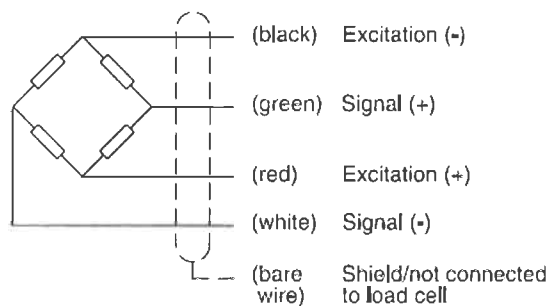 (black) Excitation (-)
(green) Signal (+)
(red) Excitation (+)
(white) Signal (-)
(bare Shield/not connected
wire) to load cell